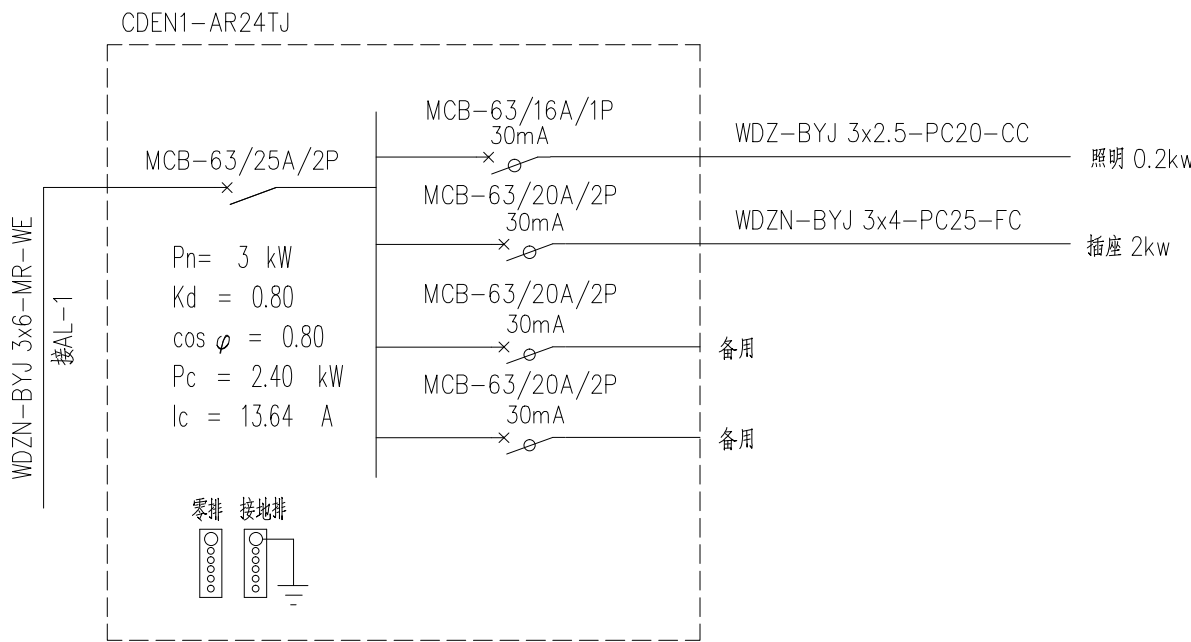 CDEN1-AR24TJ
MCB-63/25A/2P
WDZN-BYJ 3x6-MR-WE
接AL-1
Pn= 3 kW
Kd = 0.80
cos φ = 0.80
Pc = 2.40 kW
Ic = 13.64 A
零排 接地排
MCB-63/16A/1P
30mA
WDZ-BYJ 3x2.5-PC20-CC
照明 0.2kw
MCB-63/20A/2P
30mA
WDZN-BYJ 3x4-PC25-FC
插座 2kw
MCB-63/20A/2P
30mA
备用
MCB-63/20A/2P
30mA
备用